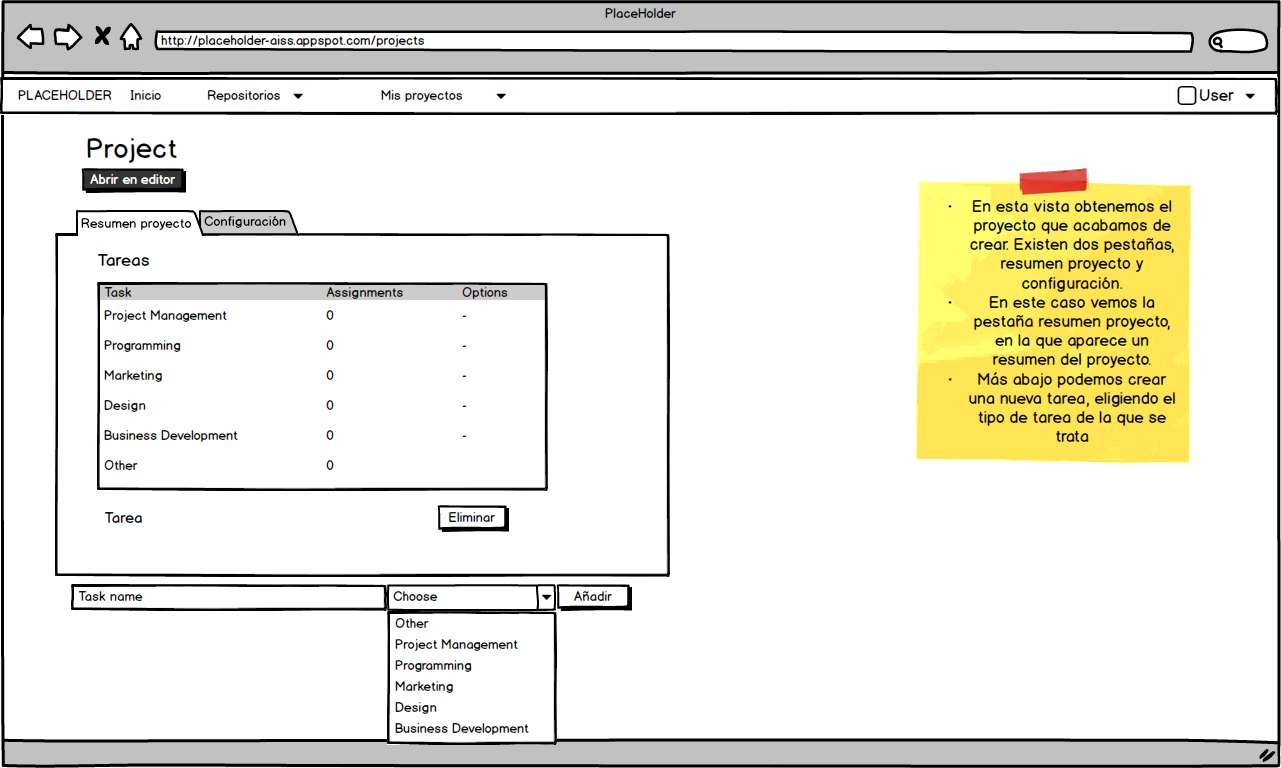 PlaceHolder
http://placeholder-aiss.appspot.com/projects
PLACEHOLDER Inicio Repositorios Mis proyectos User
Project
Abrir en editor
Resumen proyecto Configuración
Tareas
Task Assignments Options
Project Management 0 -
Programming 0 -
Marketing 0 -
Design 0 -
Business Development 0 -
Other 0
Tarea Eliminar
Task name Choose Añadir
Other
Project Management
Programming
Marketing
Design
Business Development
· En esta vista obtenemos el
proyecto que acabamos de
crear. Existen dos pestañas,
resumen proyecto y
configuración.
· En este caso vemos la
pestaña resumen proyecto,
en la que aparece un
resumen del proyecto.
· Más abajo podemos crear
una nueva tarea, eligiendo el
tipo de tarea de la que se
trata